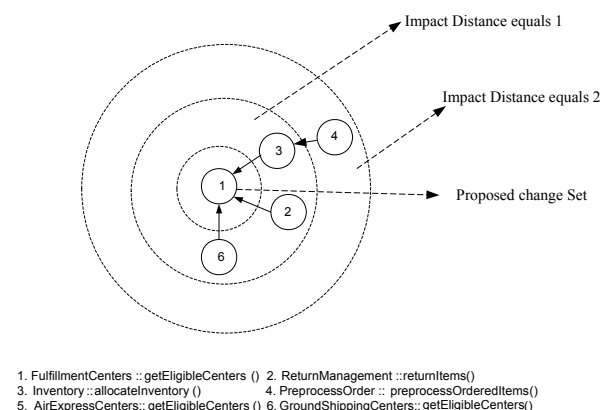 Impact Distance equals 1
Impact Distance equals 2
4
3
1
Proposed change Set
2
6
1. FulfillmentCenters :: getEligibleCenters () 2. ReturnManagement ::returnItems()
3. Inventory :: allocateInventory () 4. PreprocessOrder :: preprocessOrderedItems()
5. AirExpressCenters:: getEligibleCenters () 6. GroundShippingCenters:: getEligibleCenters()